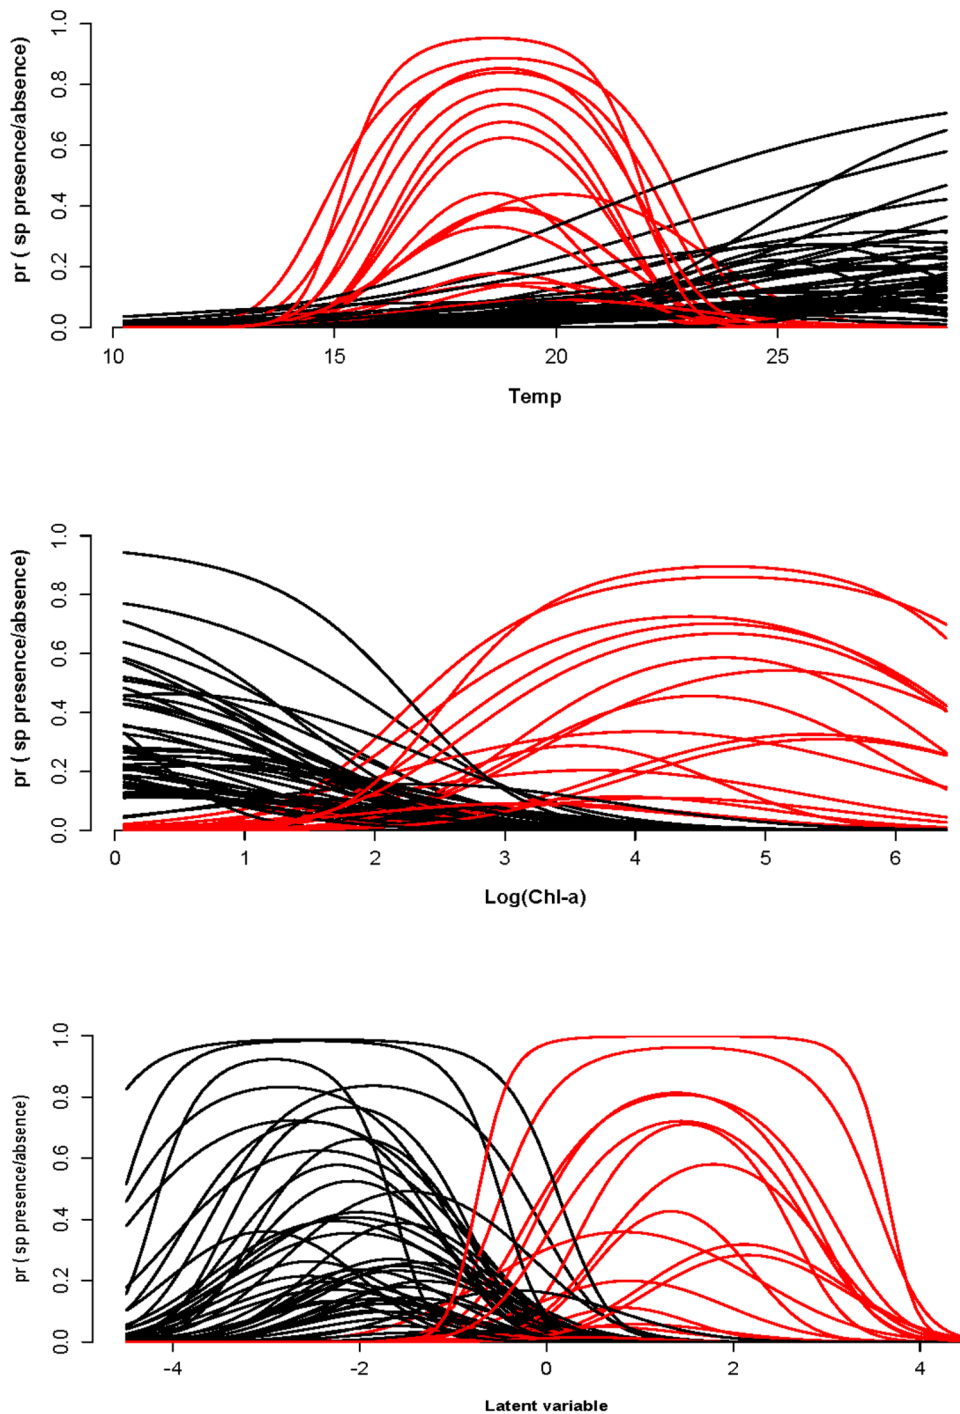 pr ( sp presence/absence)
0.0 0.2 0.4 0.6 0.8 1.0
10 15 20 25
Temp
pr ( sp presence/absence)
0.0 0.2 0.4 0.6 0.8 1.0
0 1 2 3 4 5 6
Log(Chl-a)
pr ( sp presence/absence)
0.0 0.2 0.4 0.6 0.8 1.0
-4 -2 0 2 4
Latent variable